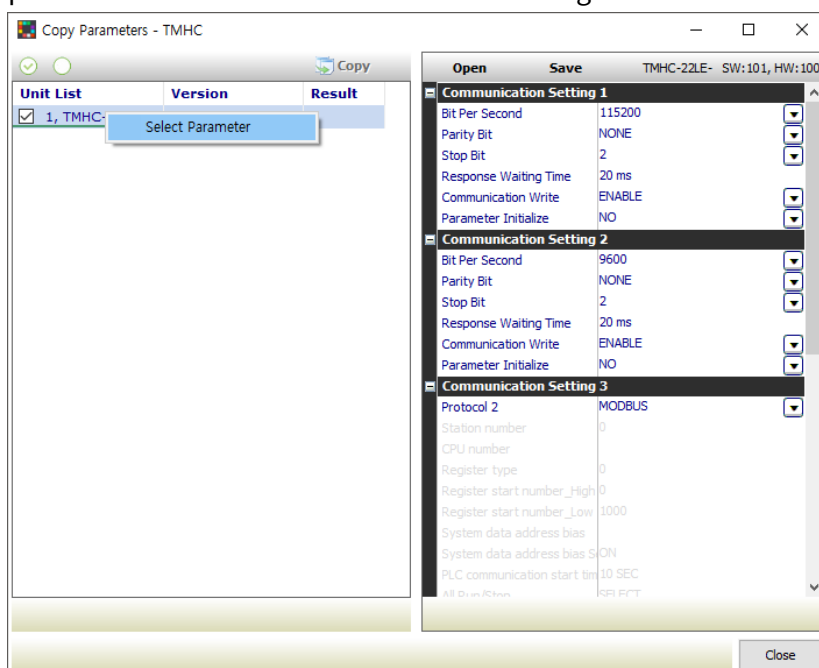 Copy Parameters - TMHC
Copy
Unit List Version Result
1, TMHC-
Select Parameter
Open Save TMHC-22LE- SW:101, HW:100
Communication Setting 1
Bit Per Second 115200
Parity Bit NONE
Stop Bit 2
Response Waiting Time 20 ms
Communication Write ENABLE
Parameter Initialize NO
Communication Setting 2
Bit Per Second 9600
Parity Bit NONE
Stop Bit 2
Response Waiting Time 20 ms
Communication Write ENABLE
Parameter Initialize NO
Communication Setting 3
Protocol 2 MODBUS
Station number 0
CPU number
Register type 0
Register start number_High 0
Register start number_Low 1000
System data address bias
System data address bias S ON
PLC communication start tim 10 SEC
All Run/Stop SELECT
Close